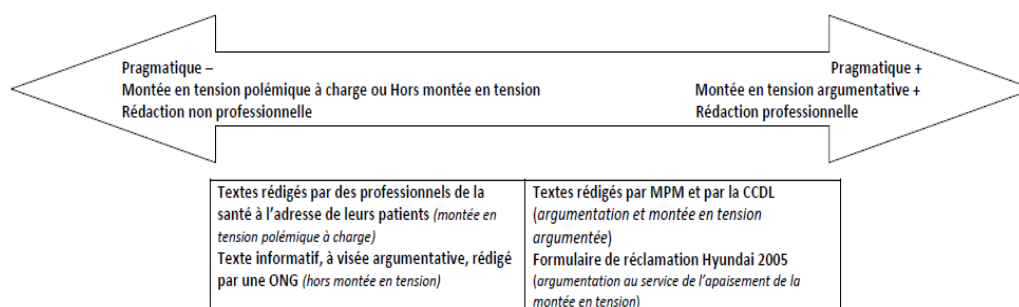 Pragmatique –
Montée en tension polémique à charge ou Hors montée en tension
Rédaction non professionnelle
Pragmatique +
Montée en tension argumentative +
Rédaction professionnelle
Textes rédigés par des professionnels de la
santé à l'adresse de leurs patients (montée en
tension polémique à charge)
Texte informatif, à visée argumentative, rédigé
par une ONG (hors montée en tension)
Textes rédigés par MPM et par la CCDL
(argumentation et montée en tension
argumentée)
Formulaire de réclamation Hyundai 2005
(argumentation au service de l'apaisement de la
montée en tension)